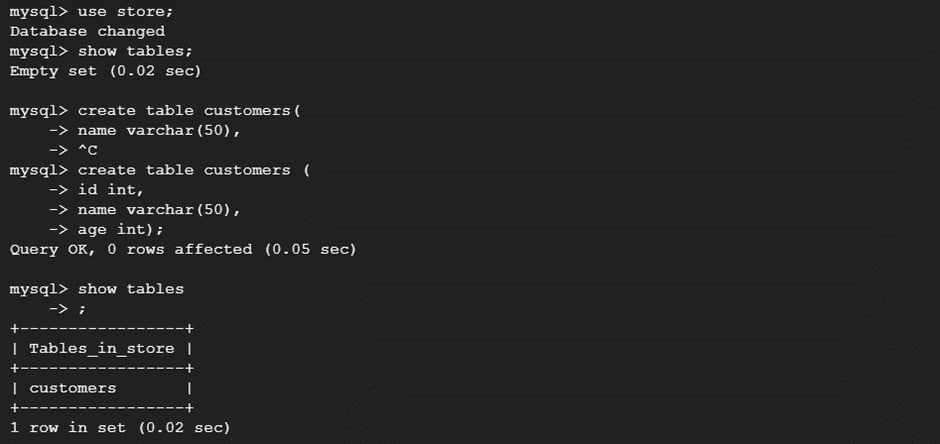 mysql> use store;
Database changed
mysql> show tables;
Empty set (0.02 sec)
mysql> create table customers(
    -> name varchar(50),
    -> ^C
mysql> create table customers (
    -> id int,
    -> name varchar(50),
    -> age int);
Query OK, 0 rows affected (0.05 sec)
mysql> show tables
    -> ;
+-----------------+
| Tables_in_store |
+-----------------+
| customers       |
+-----------------+
1 row in set (0.02 sec)